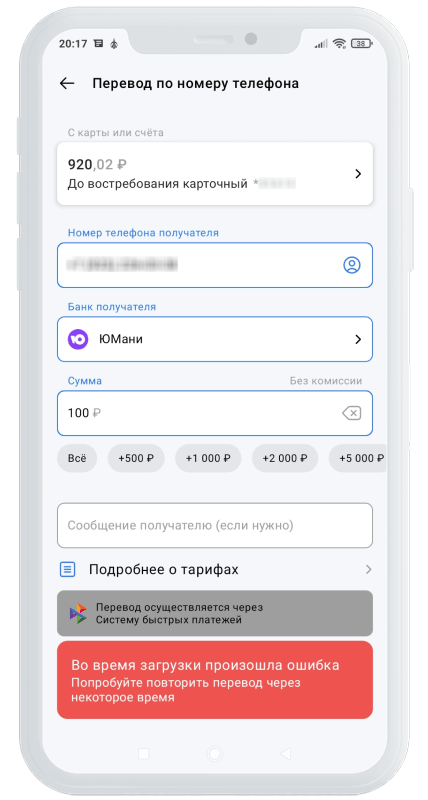 20:17
38
Перевод по номеру телефона
С карты или счёта
920,02 ₽
До востребования карточный *
Номер телефона получателя
Банк получателя
ЮМани
Сумма
Без комиссии
100 ₽
Всё
+500 ₽
+1 000 ₽
+2 000 ₽
+5 000 ₽
Сообщение получателю (если нужно)
Подробнее о тарифах
Перевод осуществляется через
Систему быстрых платежей
Во время загрузки произошла ошибка
Попробуйте повторить перевод через
некоторое время